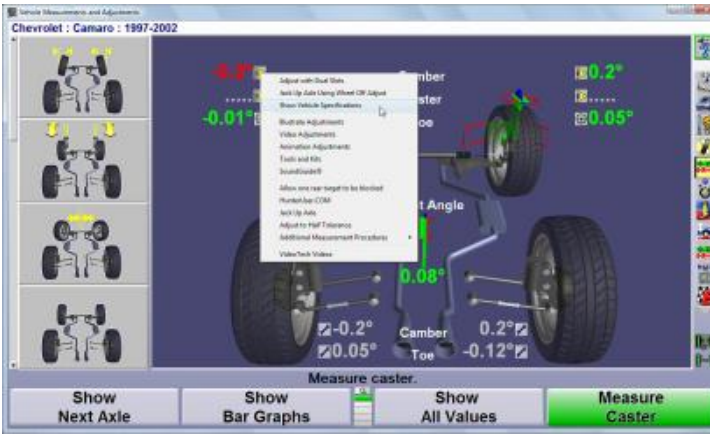 Vehicle Measurements and Adjustments
Chevrolet : Camaro : 1997-2002
Adjust with Dual Slots
Jack Up Axle Using Wheel Off Adjust
Show Vehicle Specifications
Illustrate Adjustments
Video Adjustments
Animation Adjustments
Tools and Kits
SoundGuide®
Allow one rear target to be blocked
HunterUser.COM
Jack Up Axle
Adjust to Half Tolerance
Additional Measurement Procedures
VideoTech Videos
Camber 0.2°
-----
-0.01° 0.05°
Angle
0.08°
-0.2° Camber 0.2°
0.05° Toe -0.12°
Measure caster.
Show Next Axle
Show Bar Graphs
Show All Values
Measure Caster